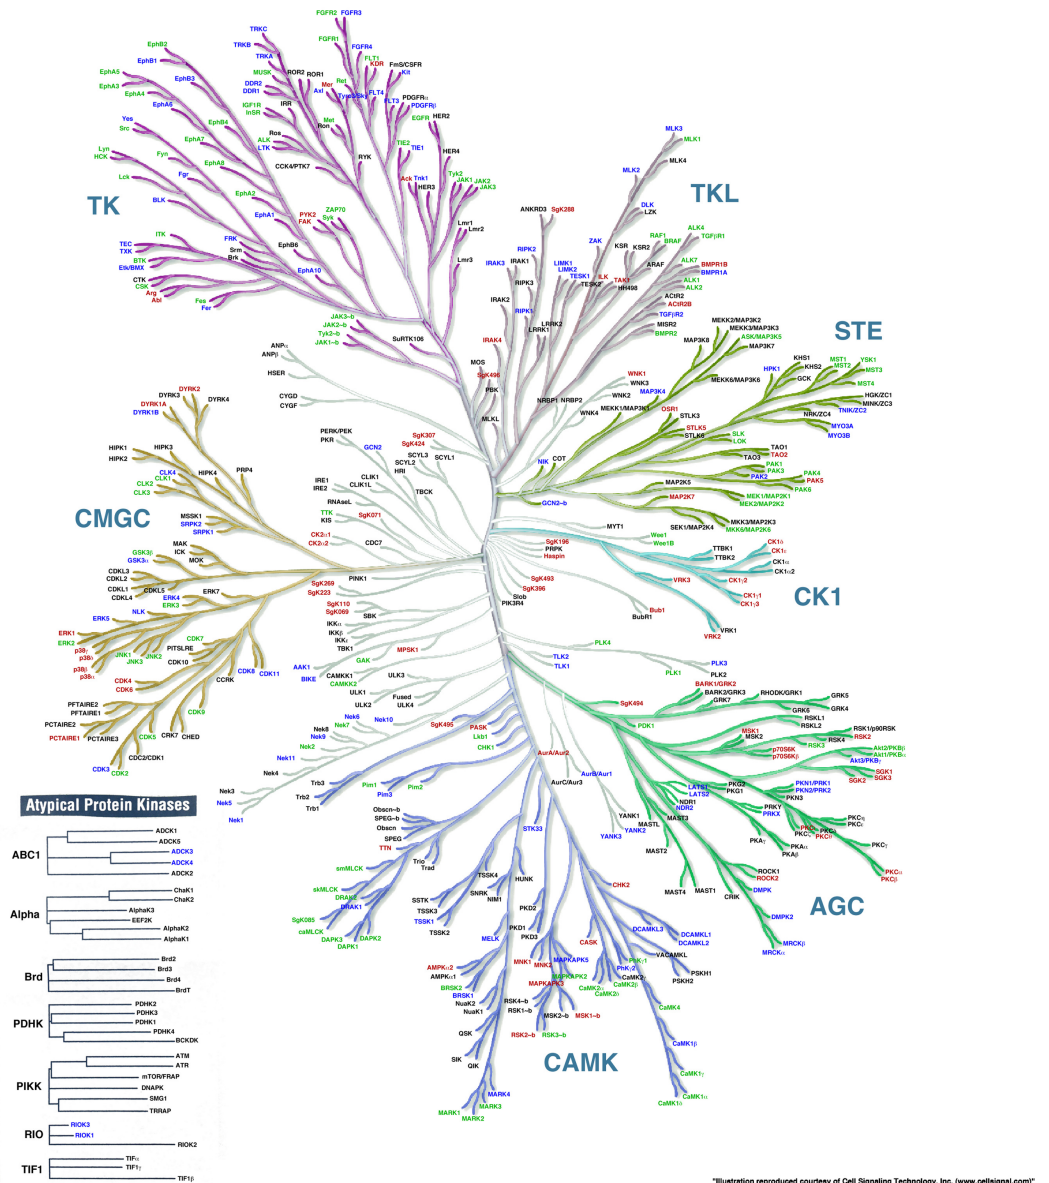 FGFR2
FGFR3
TRKC
FGFR1
TRKB
FGFR4
EphB2
TRKA
FLT1
KDR
EphB1
FmS/CSFR
Kit
MUSK
ROR2
ROR1
EphA5
EphB3
DDR2
DDR1
Mer
Axl
Ret
Tyro3/Sky
FLT4
FLT3
PDGFRα
PDGFRβ
EphA3
EphA4
EphA6
IGF1R
InSR
IRR
Met
Ron
EGFR
HER2
Yes
Src
EphB4
Ros
ALK
LTK
TIE2
TIE1
HER4
EphA7
Lyn
HCK
Fyn
EphA8
CCK4/PTK7
RYK
Ack
Tnk1
HER3
Tyk2
JAK1
JAK2
JAK3
Lck
Fgr
BLK
EphA2
EphA1
PYK2
FAK
ZAP70
Syk
TK
Lmr1
Lmr2
Lmr3
ITK
TEC
TXK
BTK
Etk/BMX
CTK
CSK
Arg
Abl
FRK
Srm
Brk
EphB6
EphA10
Fes
Fer
JAK3~b
JAK2~b
Tyk2~b
JAK1~b
SuRTK106
MLK3
MLK1
MLK4
MLK2
TKL
DLK
LZK
ANKRD3
SgK288
ZAK
RIPK2
IRAK3
IRAK1
RIPK3
IRAK2
RIPK1
LIMK1
LIMK2
TESK1
TESK2
ILK
TAK1
HH498
KSR
KSR2
RAF1
BRAF
ARAF
ALK4
TGFβR1
ALK7
BMPR1B
BMPR1A
ALK1
ALK2
ACtR2
ACtR2B
TGFβR2
MISR2
BMPR2
LRRK2
LRRK1
IRAK4
MOS
SgK496
PBK
MLKL
NRBP1
NRBP2
WNK1
WNK3
WNK2
WNK4
MAP3K4
MEKK1/MAP3K1
OSR1
STLK3
STLK5
STLK6
STE
MEKK2/MAP3K2
MEKK3/MAP3K3
ASK/MAP3K5
MAP3K8
MAP3K7
MEKK6/MAP3K6
HPK1
KHS1
KHS2
GCK
MST1
MST2
YSK1
MST3
MST4
HGK/ZC1
MINK/ZC3
TNIK/ZC2
NRK/ZC4
MYO3A
MYO3B
SLK
LOK
TAO1
TAO2
TAO3
PAK1
PAK3
PAK2
PAK4
PAK5
PAK6
NIK
COT
GCN2~b
MAP2K5
MAP2K7
MEK1/MAP2K1
MEK2/MAP2K2
SEK1/MAP2K4
MKK3/MAP2K3
MKK6/MAP2K6
ANPα
ANPβ
HSER
CYGD
CYGF
DYRK2
DYRK3
DYRK4
DYRK1A
DYRK1B
HIPK1
HIPK3
HIPK2
HIPK4
PRP4
CLK4
CLK1
CLK2
CLK3
CMGC
MSSK1
SRPK2
SRPK1
PERK/PEK
PKR
GCN2
SgK307
SgK424
SCYL3
SCYL2
SCYL1
HRI
IRE1
IRE2
CLIK1
CLIK1L
TBCK
RNAseL
TTK
KIS
SgK071
CK2α1
CK2α2
CDC7
PINK1
SgK269
SgK223
SgK110
SgK069
SBK
MAK
ICK
MOK
GSK3β
GSK3α
CDKL3
CDKL2
CDKL1
CDKL5
CDKL4
ERK7
ERK4
ERK3
NLK
ERK5
ERK1
ERK2
p38γ
p38δ
p38β
p38α
JNK1
JNK3
JNK2
CDK7
PITSLRE
CDK10
CDK8
CDK11
CCRK
CDK4
CDK6
PFTAIRE2
PFTAIRE1
PCTAIRE2
PCTAIRE1
PCTAIRE3
CDK9
CDK5
CRK7
CHED
CDC2/CDK1
CDK3
CDK2
MYT1
Wee1
Wee1B
SgK196
PRPK
Haspin
SgK493
SgK396
Slob
PIK3R4
Bub1
BubR1
TTBK1
TTBK2
CK1δ
CK1ε
CK1α
CK1α2
CK1γ2
CK1γ1
CK1γ3
VRK3
VRK1
VRK2
CK1
IKKα
IKKβ
IKKε
TBK1
MPSK1
GAK
AAK1
BIKE
CAMKK1
CAMKK2
ULK3
ULK1
ULK2
Fused
ULK4
Nek6
Nek7
Nek10
Nek8
Nek9
Nek2
Nek11
Nek4
Nek3
Nek5
Nek1
PLK4
TLK2
TLK1
PLK3
PLK1
PLK2
SgK494
SgK495
PASK
Lkb1
CHK1
AurA/Aur2
AurB/Aur1
AurC/Aur3
PDK1
BARK1/GRK2
BARK2/GRK3
GRK7
RHODK/GRK1
GRK5
GRK4
GRK6
RSKL1
RSKL2
MSK1
MSK2
RSK1/p90RSK
RSK2
RSK4
RSK3
p70S6K
p70S6Kβ
Akt2/PKBβ
Akt1/PKBα
Akt3/PKBγ
SGK1
SGK3
SGK2
PKG2
PKG1
PKN1/PRK1
PKN2/PRK2
PKN3
PRKY
PRKX
LATS1
LATS2
NDR1
NDR2
YANK1
YANK2
YANK3
MASTL
MAST3
MAST2
MAST4
MAST1
PKAγ
PKAα
PKAβ
PKCη
PKCε
PKCγ
PKCα
PKCβ
ROCK1
ROCK2
DMPK
CRIK
DMPK2
MRCKβ
MRCKα
AGC
Trb3
Trb2
Trb1
Pim1
Pim3
Pim2
Obscn~b
SPEG~b
Obscn
SPEG
TTN
STK33
smMLCK
Trio
Trad
skMLCK
DRAK2
DRAK1
SgK085
caMLCK
DAPK3
DAPK2
DAPK1
TSSK4
SSTK
TSSK3
TSSK1
TSSK2
SNRK
NIM1
HUNK
MELK
PKD2
PKD1
PKD3
CHK2
CASK
DCAMKL3
DCAMKL1
DCAMKL2
VACAMKL
PSKH1
PSKH2
AMPKα2
AMPKα1
BRSK2
BRSK1
NuaK2
NuaK1
MNK1
MNK2
MAPKAPK5
MAPKAPK2
MAPKAPK3
PhKγ1
PhKγ2
CaMK2γ
CaMK2α
CaMK2β
CaMK2δ
RSK4~b
RSK1~b
MSK2~b
MSK1~b
RSK2~b
RSK3~b
QSK
SIK
QIK
MARK4
MARK3
MARK1
MARK2
CaMK4
CaMK1β
CaMK1γ
CaMK1α
CaMK1δ
CAMK
Atypical Protein Kinases
ABC1
ADCK1
ADCK5
ADCK3
ADCK4
ADCK2
Alpha
ChaK1
ChaK2
AlphaK3
EEF2K
AlphaK2
AlphaK1
Brd
Brd2
Brd3
Brd4
BrdT
PDHK
PDHK2
PDHK3
PDHK1
PDHK4
BCKDK
PIKK
ATM
ATR
mTOR/FRAP
DNAPK
SMG1
TRRAP
RIO
RIOK3
RIOK1
RIOK2
TIF1
TIFα
TIF1γ
TIF1β
"Illustration reproduced courtesy of Cell Signaling Technology, Inc. (www.cellsignal.com)"